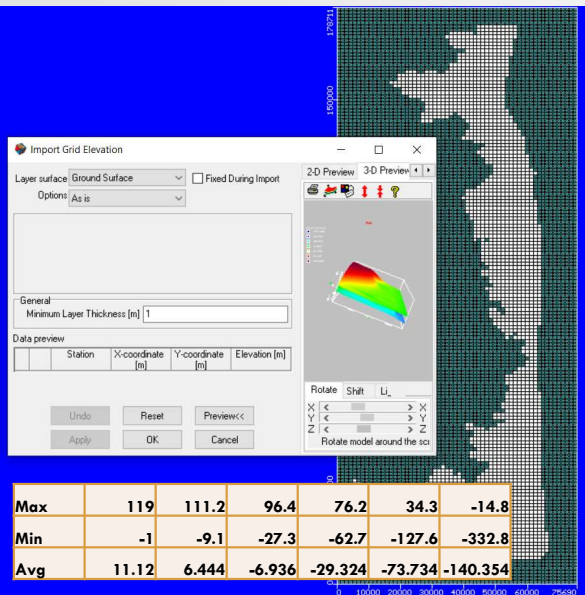 178711
150000
Import Grid Elevation
Layer surface Ground Surface Fixed During Import
Options As is
2-D Preview 3-D Preview
General
Minimum Layer Thickness [m] 1
Data preview
Station X-coordinate [m] Y-coordinate [m] Elevation [m]
Undo Reset Preview<<
Apply OK Cancel
Rotate Shift Li_
X X
Y Y
Z Z
Rotate model around the scr
Max 119 111.2 96.4 76.2 34.3 -14.8
Min -1 -9.1 -27.3 -62.7 -127.6 -332.8
Avg 11.12 6.444 -6.936 -29.324 -73.734 -140.354
0 10000 20000 30000 40000 50000 60000 75690